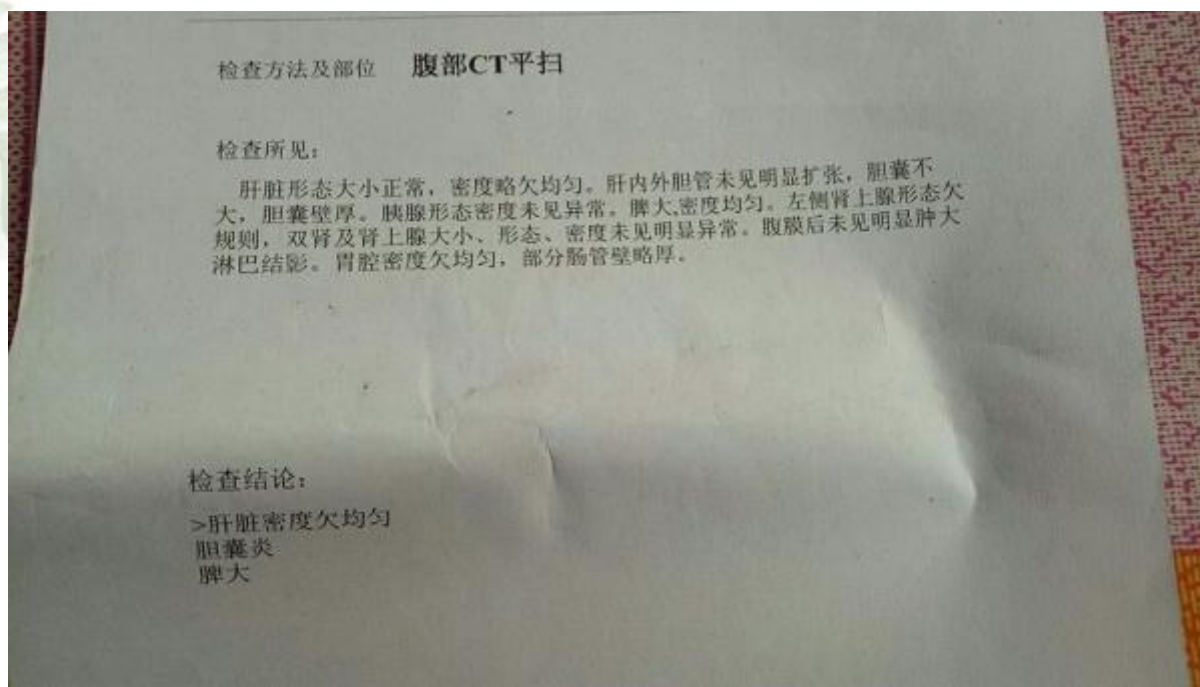 检查方法及部位 腹部CT平扫
检查所见：
肝脏形态大小正常，密度略欠均匀。肝内外胆管未见明显扩张，胆囊不
大，胆囊壁厚。胰腺形态密度未见异常。脾大,密度均匀。左侧肾上腺形态欠
规则，双肾及肾上腺大小、形态、密度未见明显异常。腹膜后未见明显肿大
淋巴结影。胃腔密度欠均匀，部分肠管壁略厚。
检查结论：
>肝脏密度欠均匀
胆囊炎
脾大